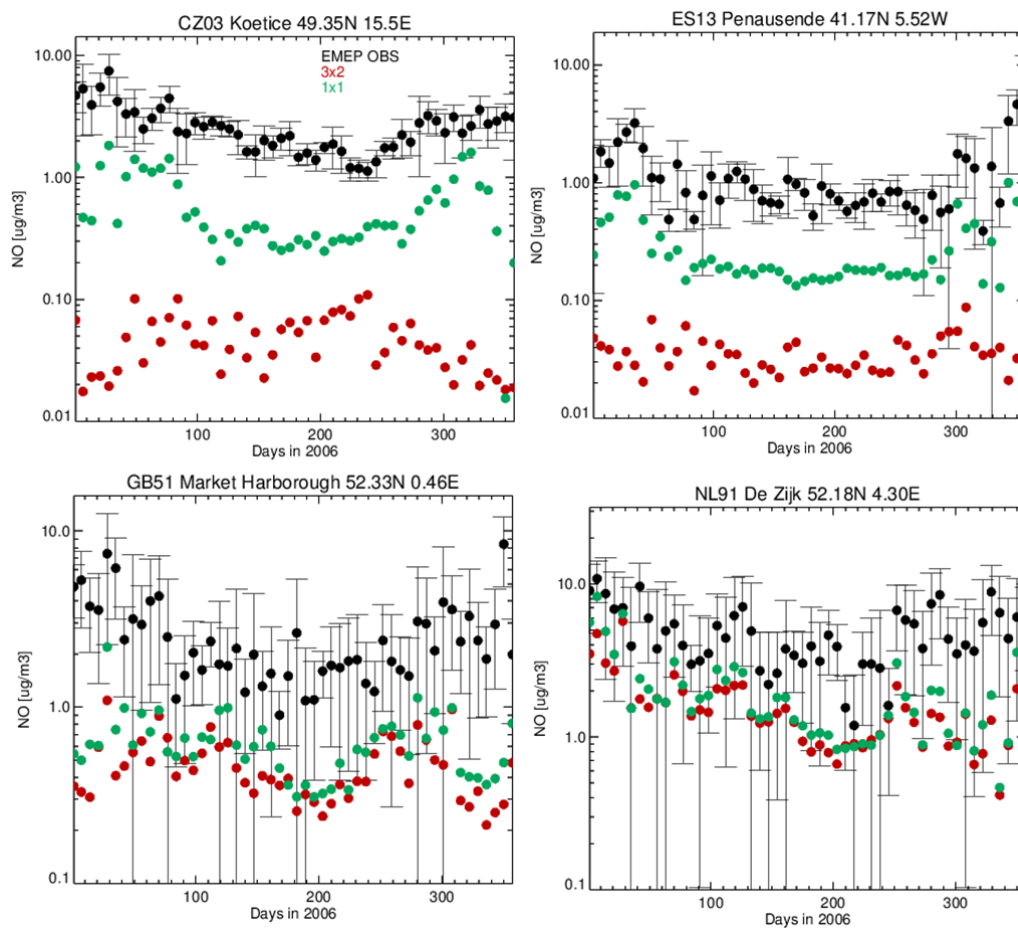 CZ03 Koetice 49.35N 15.5E
EMEP OBS
3x2
1x1
10.00
1.00
0.10
0.01
NO [ug/m3]
100
200
300
Days in 2006
ES13 Penausende 41.17N 5.52W
10.00
1.00
0.10
0.01
NO [ug/m3]
100
200
300
Days in 2006
GB51 Market Harborough 52.33N 0.46E
10.0
1.0
0.1
NO [ug/m3]
100
200
300
Days in 2006
NL91 De Zijk 52.18N 4.30E
10.0
1.0
0.1
NO [ug/m3]
100
200
300
Days in 2006